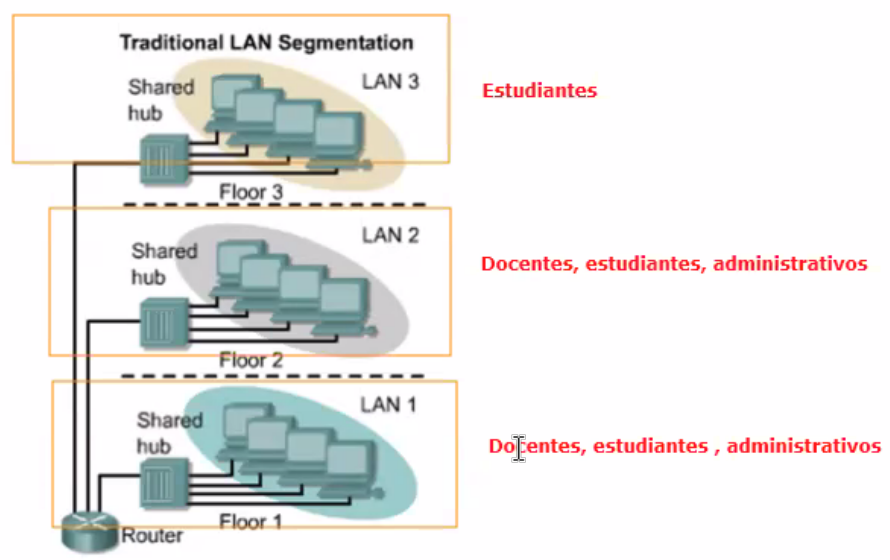 Traditional LAN Segmentation
Shared
hub
LAN 3
Estudiantes
Floor 3
Shared
hub
LAN 2
Docentes, estudiantes, administrativos
Floor 2
Shared
hub
LAN 1
Docentes, estudiantes , administrativos
Floor 1
Router